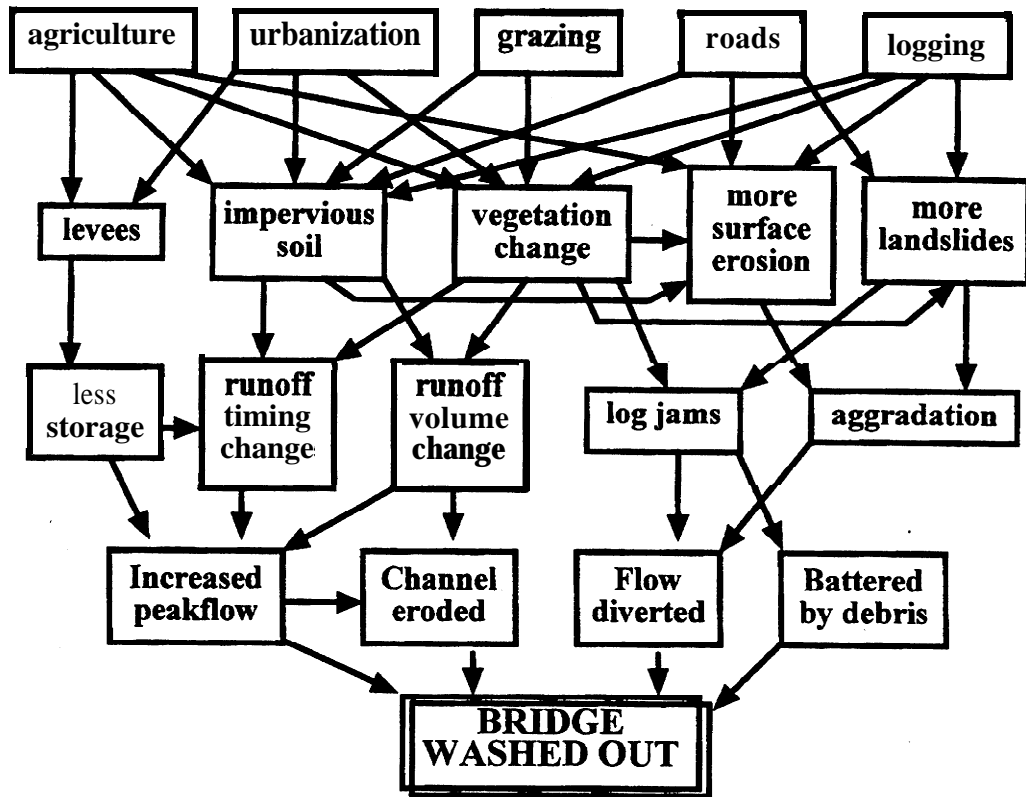 agriculture
urbanization
grazing
roads
logging
levees
impervious
soil
vegetation
change
more
surface
erosion
more
landslides
less
storage
runoff
timing
change
runoff
volume
change
log jams
aggradation
Increased
peakflow
Channel
eroded
Flow
diverted
Battered
by debris
BRIDGE
WASHED OUT